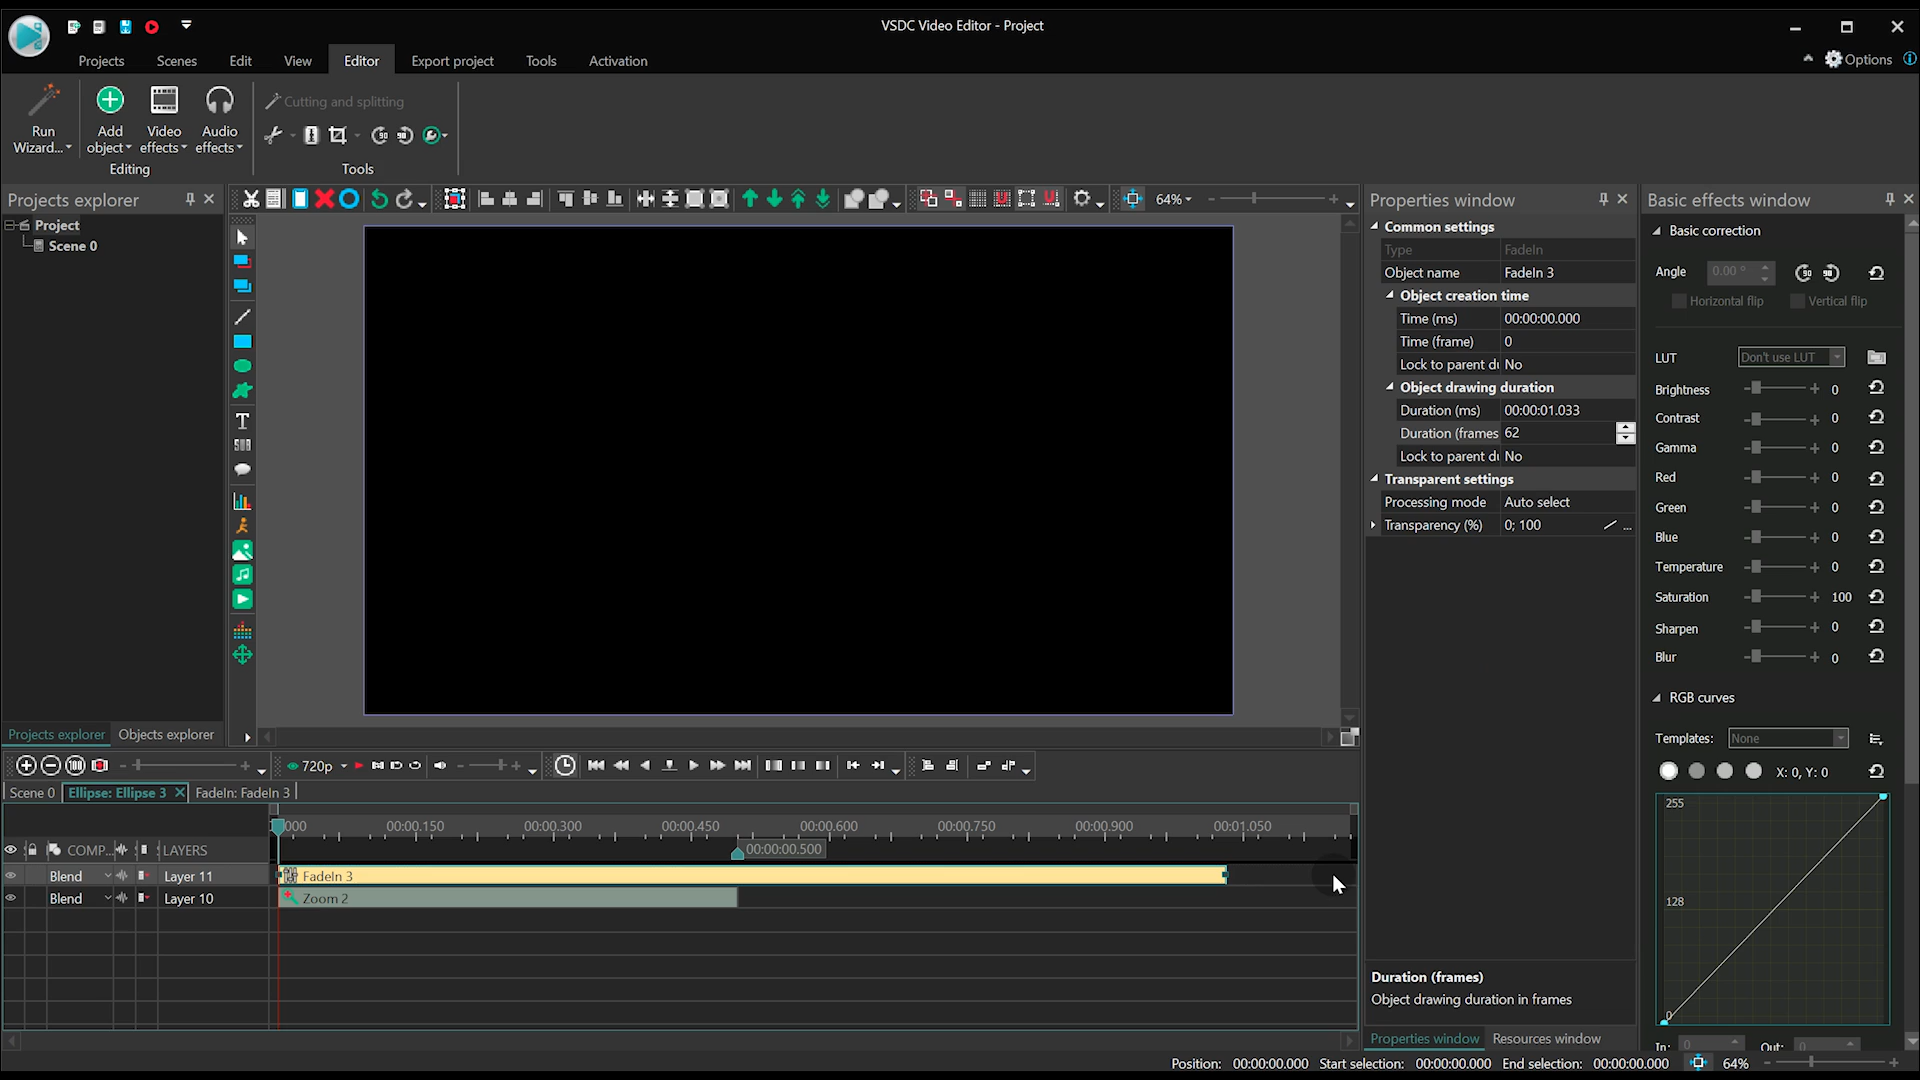 VSDC Video Editor - Project
Projects
Scenes
Edit
View
Editor
Export project
Tools
Activation
Options
Run Wizard...
Add object
Video effects
Audio effects
Editing
Cutting and splitting
Tools
Projects explorer
Project
Scene 0
Projects explorer
Objects explorer
64%
Properties window
Common settings
Type FadeIn
Object name FadeIn 3
Object creation time
Time (ms) 00:00:00.000
Time (frame) 0
Lock to parent du No
Object drawing duration
Duration (ms) 00:00:01.033
Duration (frames 62
Lock to parent du No
Transparent settings
Processing mode Auto select
Transparency (%) 0; 100 ...
Duration (frames)
Object drawing duration in frames
Properties window
Resources window
Basic effects window
Basic correction
Angle 0.00 °
Horizontal flip Vertical flip
LUT Don't use LUT
Brightness 0
Contrast 0
Gamma 0
Red 0
Green 0
Blue 0
Temperature 0
Saturation 100
Sharpen 0
Blur 0
RGB curves
Templates: None
X: 0, Y: 0
255
128
0
In: 0 Out: 0
720p
Scene 0
Ellipse: Ellipse 3
FadeIn: FadeIn 3
000 00:00.150 00:00.300 00:00.450 00:00.600 00:00.750 00:00.900 00:01.050
00:00:00.500
COMP... LAYERS
Blend Layer 11 FadeIn 3
Blend Layer 10 Zoom 2
Position: 00:00:00.000 Start selection: 00:00:00.000 End selection: 00:00:00.000 64%